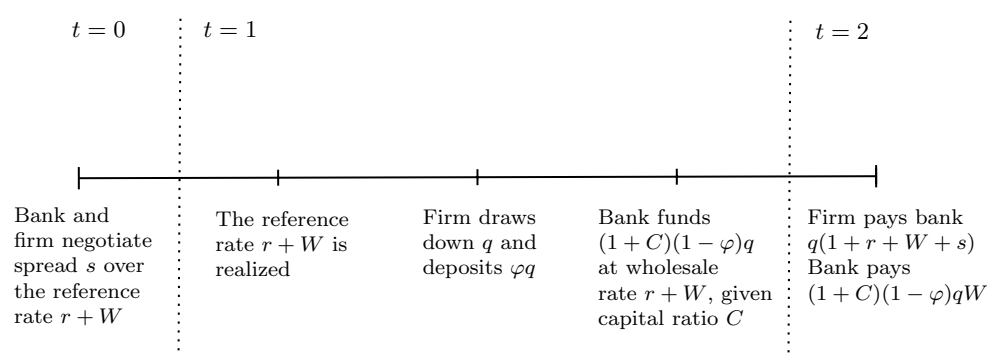 t = 0
t = 1
t = 2
Bank and
firm negotiate
spread s over
the reference
rate r + W
The reference
rate r + W is
realized
Firm draws
down q and
deposits φq
Bank funds
(1 + C)(1 − φ)q
at wholesale
rate r + W, given
capital ratio C
Firm pays bank
q(1 + r + W + s)
Bank pays
(1 + C)(1 − φ)qW